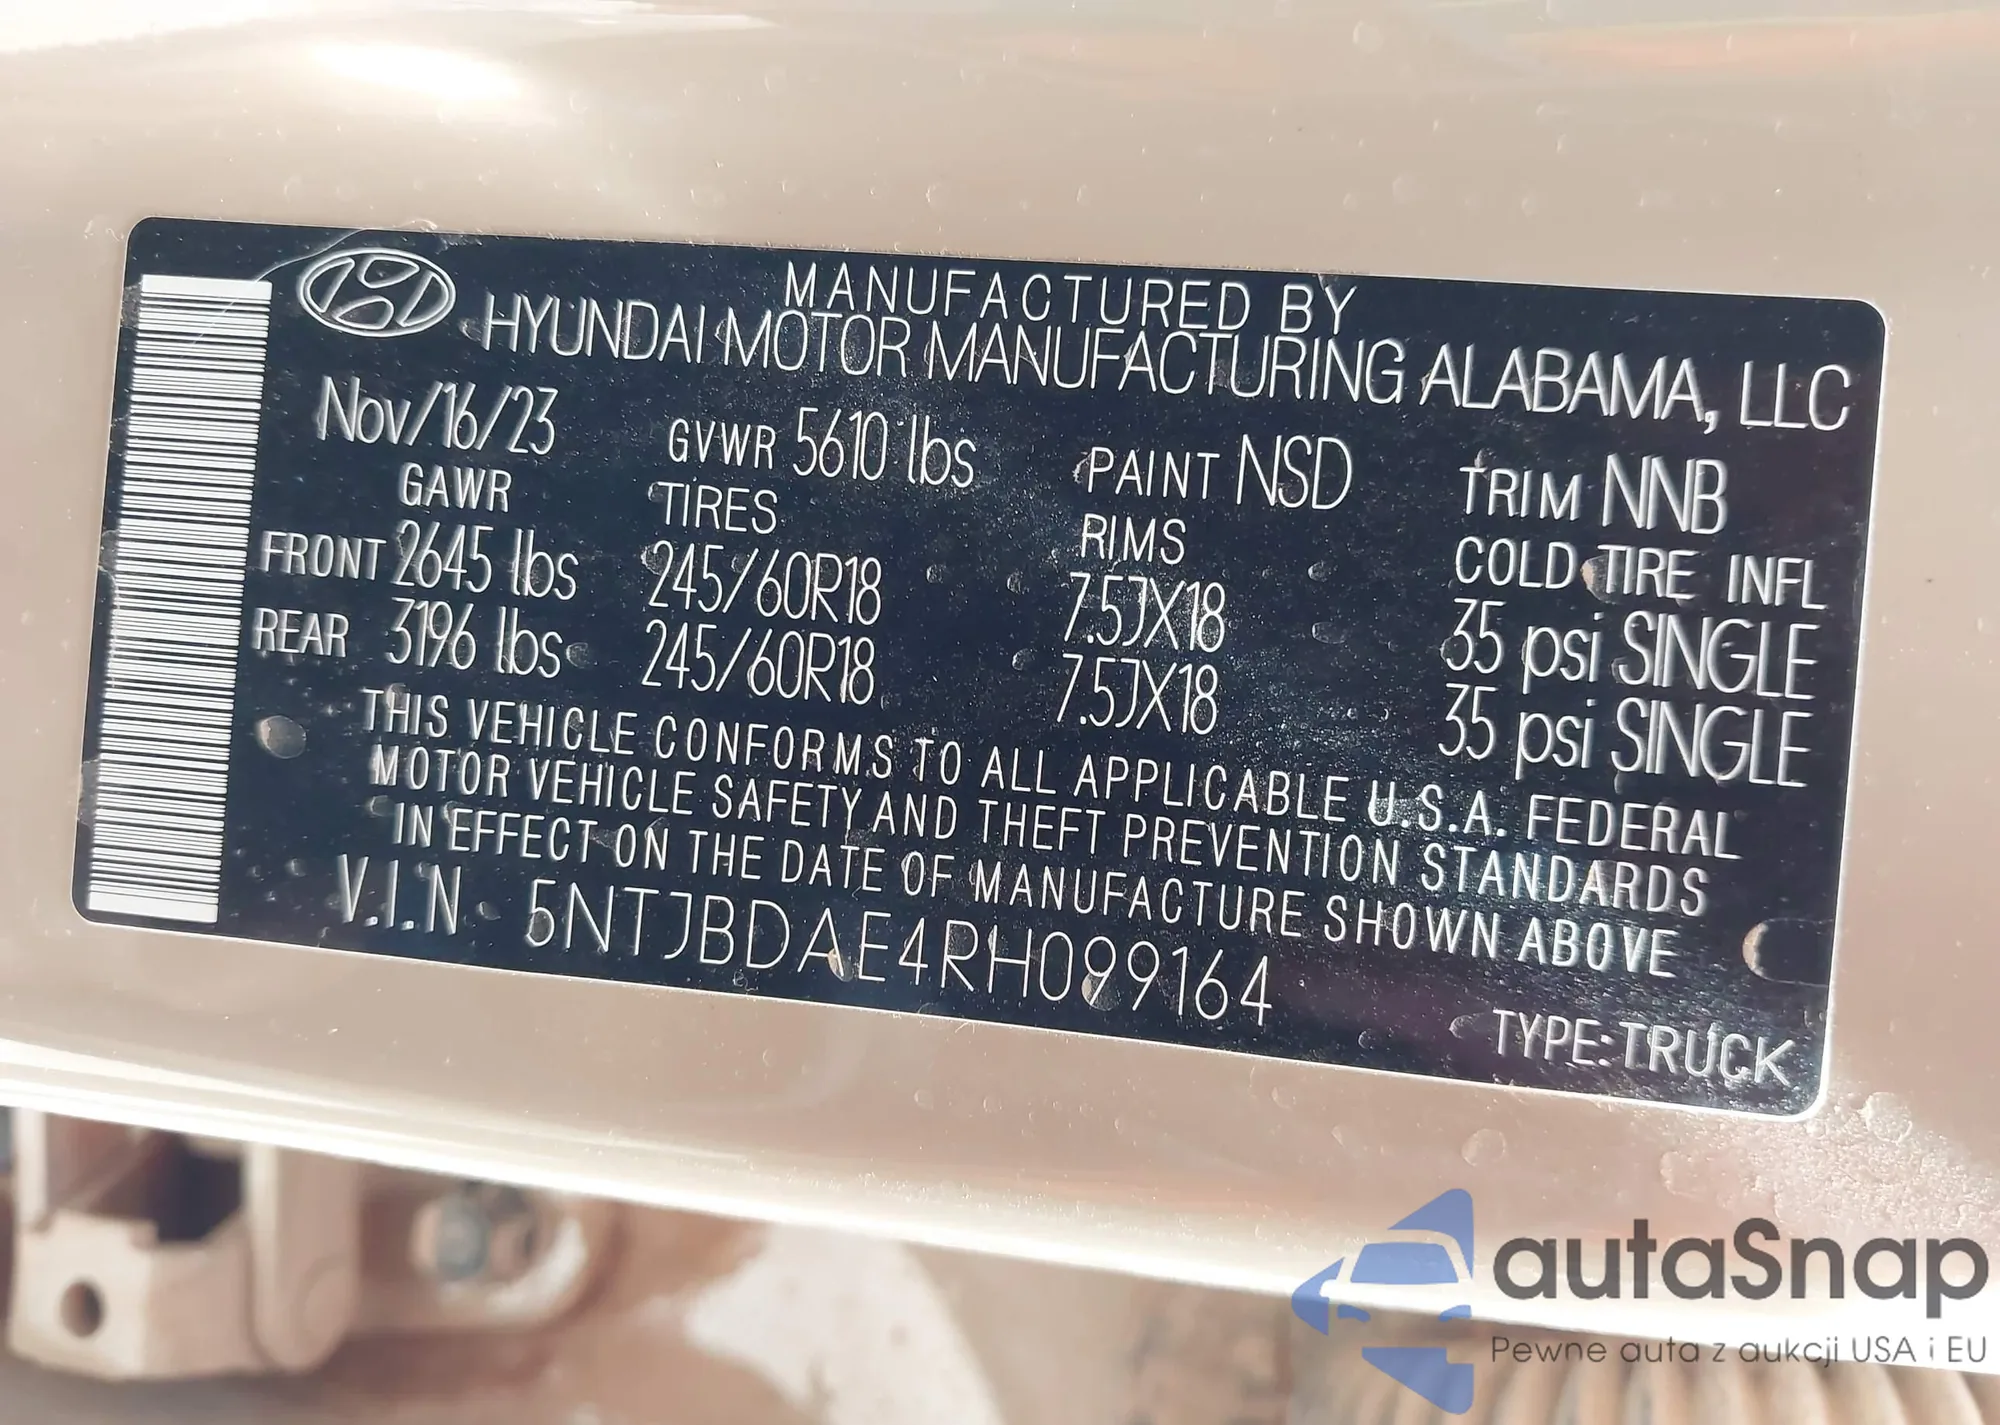 MANUFACTURED BY
HYUNDAI MOTOR MANUFACTURING ALABAMA, LLC
Nov/16/23 GVWR 5610 lbs PAINT NSD TRIM NNB
GAWR TIRES RIMS COLD TIRE INFL
FRONT 2645 lbs 245/60R18 7.5JX18 35 psi SINGLE
REAR 3196 lbs 245/60R18 7.5JX18 35 psi SINGLE
THIS VEHICLE CONFORMS TO ALL APPLICABLE U.S.A. FEDERAL
MOTOR VEHICLE SAFETY AND THEFT PREVENTION STANDARDS
IN EFFECT ON THE DATE OF MANUFACTURE SHOWN ABOVE
V.I.N 5NTJBDAE4RH099164
TYPE:TRUCK
autaSnap
Pewne auta z aukcji USA i EU